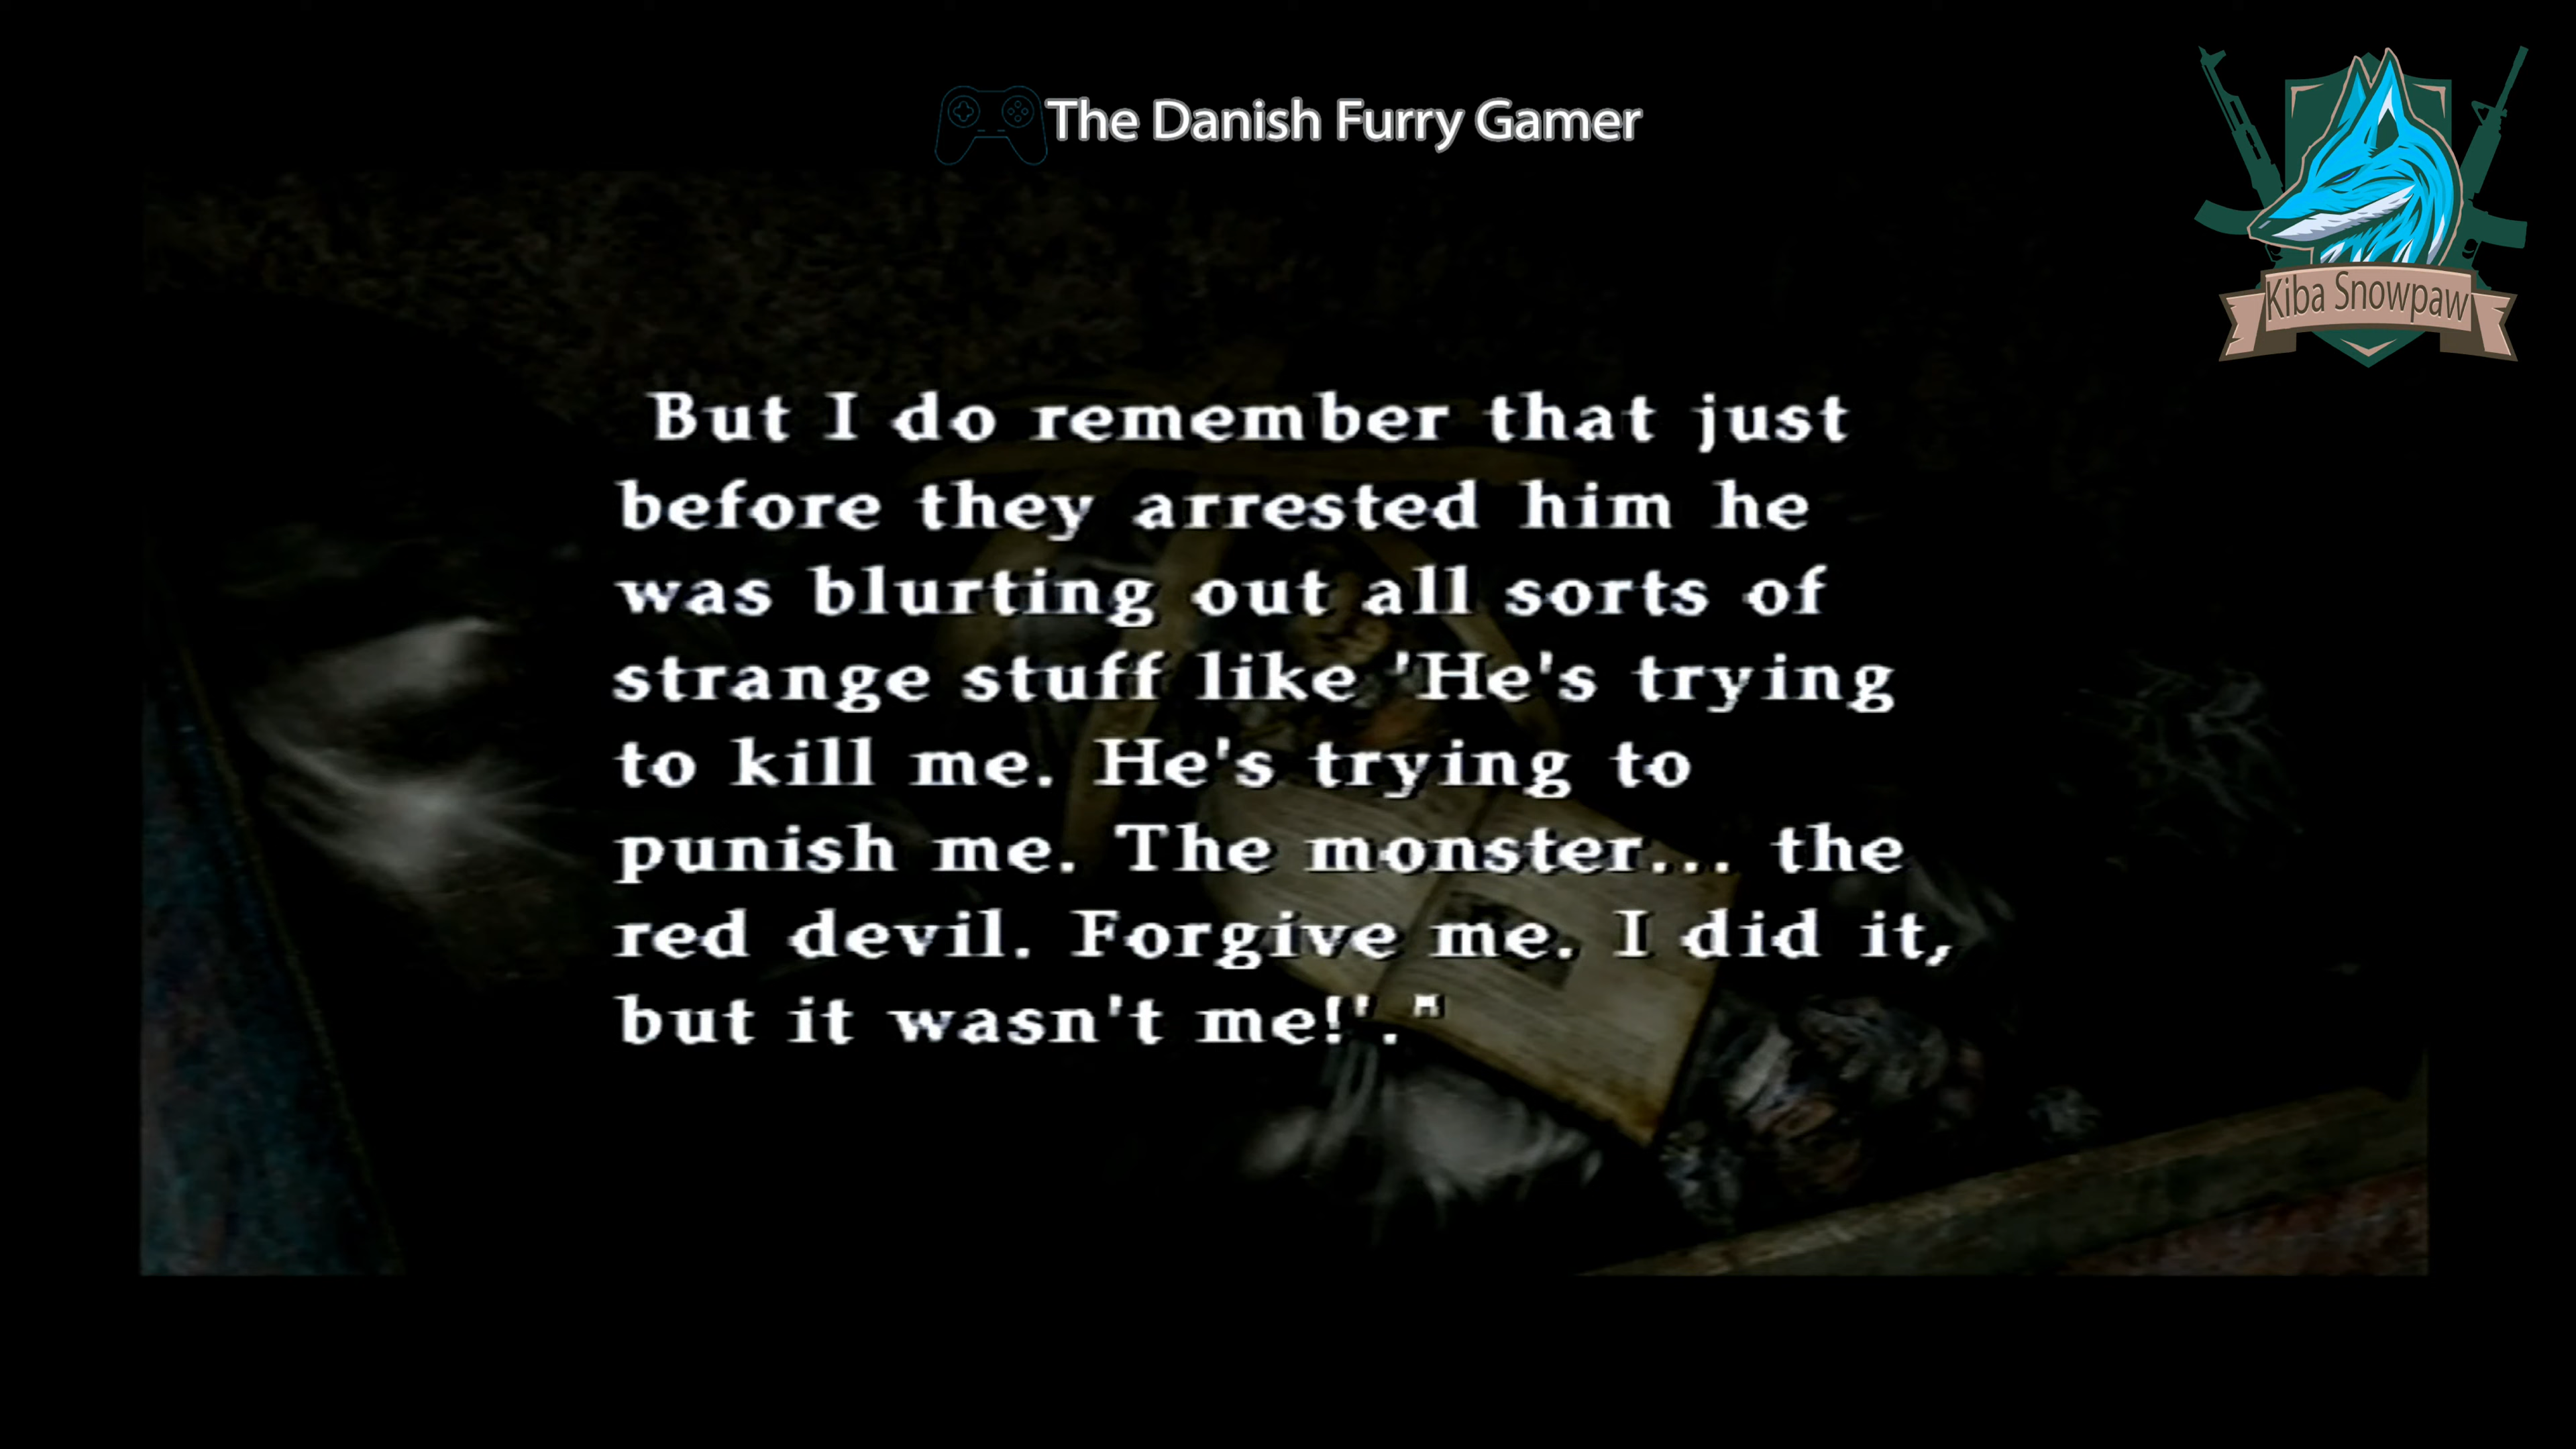 The Danish Furry Gamer
Kiba Snowpaw
But I do remember that just
before they arrested him he
was blurting out all sorts of
strange stuff like 'He's trying
to kill me. He's trying to
punish me. The monster... the
red devil. Forgive me. I did it,
but it wasn't me!'."